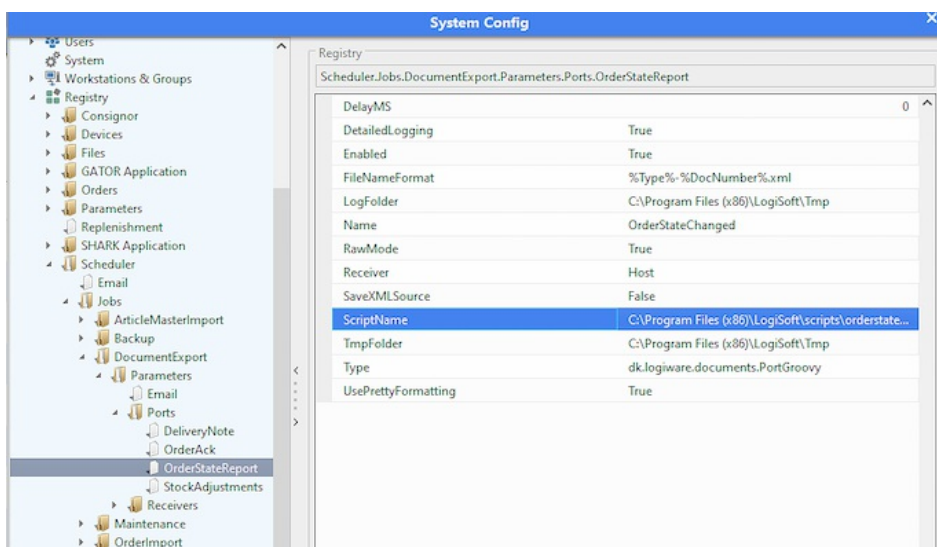 System Config
Users
System
Workstations & Groups
Registry
Consignor
Devices
Files
GATOR Application
Orders
Parameters
Replenishment
SHARK Application
Scheduler
Email
Jobs
ArticleMasterImport
Backup
DocumentExport
Parameters
Email
Ports
DeliveryNote
OrderAck
OrderStateReport
StockAdjustments
Receivers
Maintenance
OrderImport
Registry
Scheduler.Jobs.DocumentExport.Parameters.Ports.OrderStateReport
DelayMS 0
DetailedLogging True
Enabled True
FileNameFormat %Type%-%DocNumber%.xml
LogFolder C:\Program Files (x86)\LogiSoft\Tmp
Name OrderStateChanged
RawMode True
Receiver Host
SaveXMLSource False
ScriptName C:\Program Files (x86)\LogiSoft\scripts\orderstate...
TmpFolder C:\Program Files (x86)\LogiSoft\Tmp
Type dk.logiware.documents.PortGroovy
UsePrettyFormatting True